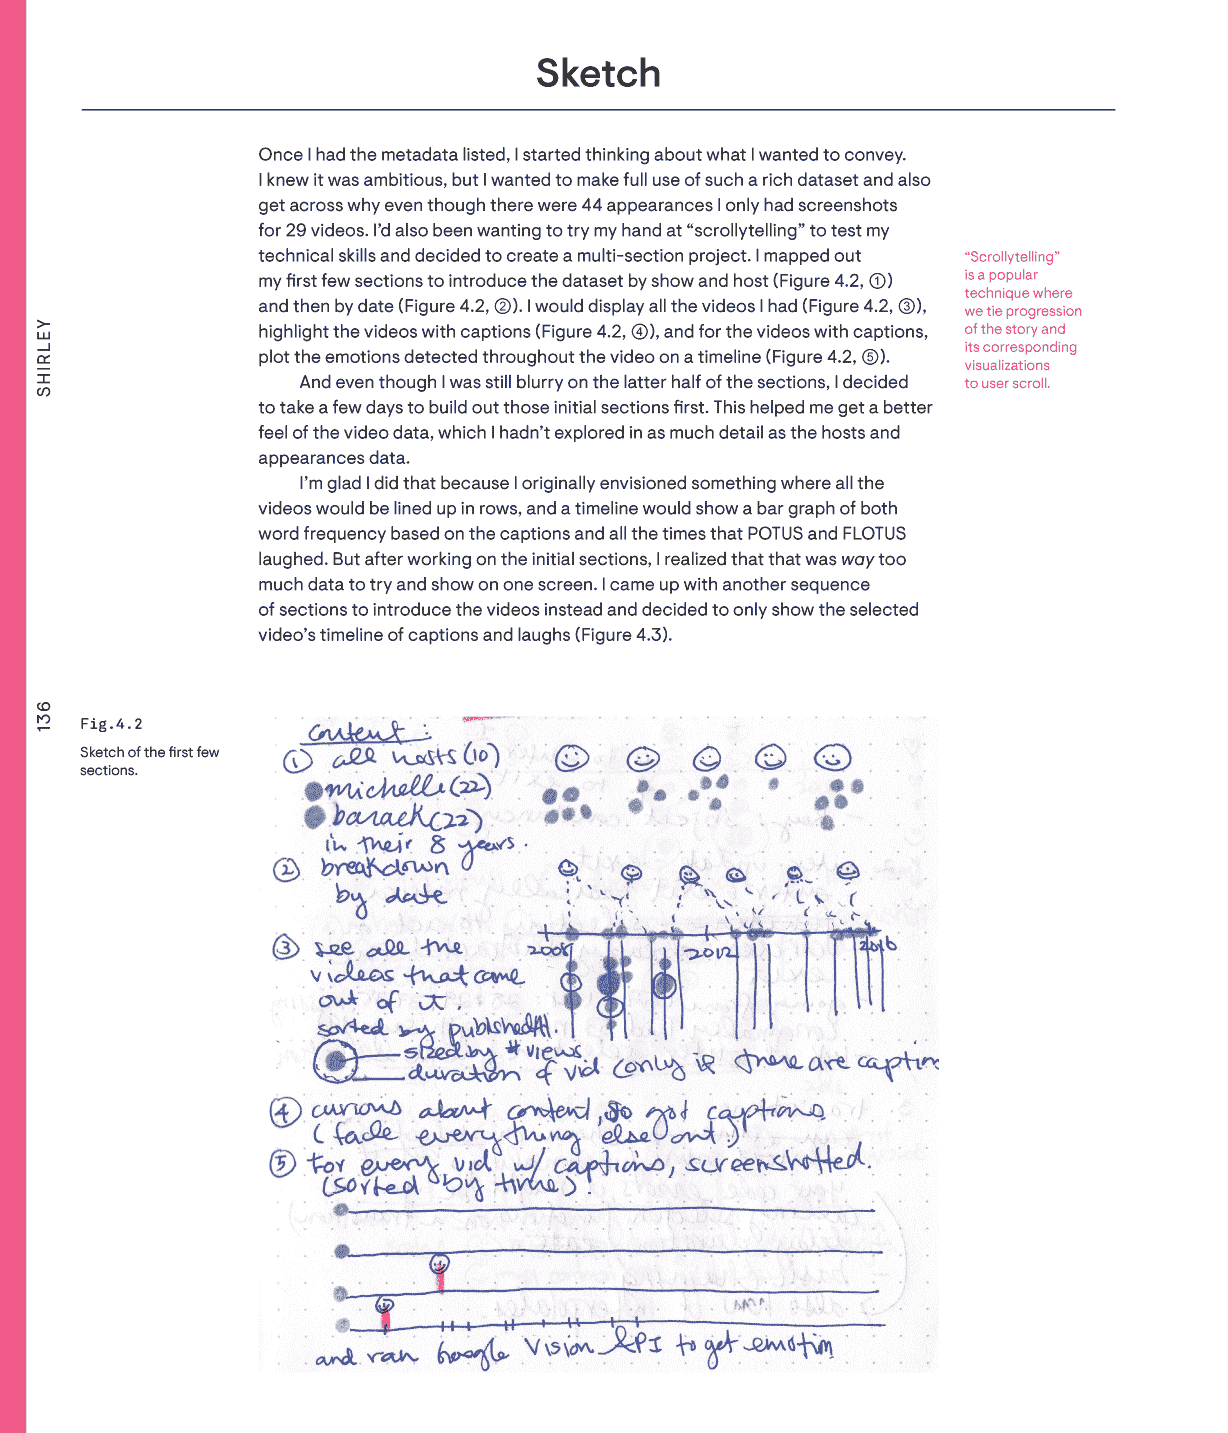 Sketch
Once I had the metadata listed, I started thinking about what I wanted to convey.
I knew it was ambitious, but I wanted to make full use of such a rich dataset and also
get across why even though there were 44 appearances I only had screenshots
for 29 videos. I’d also been wanting to try my hand at “scrollytelling” to test my
technical skills and decided to create a multi-section project. I mapped out
my first few sections to introduce the dataset by show and host (Figure 4.2, ①)
and then by date (Figure 4.2, ②). I would display all the videos I had (Figure 4.2, ③),
highlight the videos with captions (Figure 4.2, ④), and for the videos with captions,
plot the emotions detected throughout the video on a timeline (Figure 4.2, ⑤).
And even though I was still blurry on the latter half of the sections, I decided
to take a few days to build out those initial sections first. This helped me get a better
feel of the video data, which I hadn’t explored in as much detail as the hosts and
appearances data.
I’m glad I did that because I originally envisioned something where all the
videos would be lined up in rows, and a timeline would show a bar graph of both
word frequency based on the captions and all the times that POTUS and FLOTUS
laughed. But after working on the initial sections, I realized that that was way too
much data to try and show on one screen. I came up with another sequence
of sections to introduce the videos instead and decided to only show the selected
video’s timeline of captions and laughs (Figure 4.3).
“Scrollytelling”
is a popular
technique where
we tie progression
of the story and
its corresponding
visualizations
to user scroll.
SHIRLEY
136
Fig.4.2
Sketch of the first few
sections.
content:
① all hosts (10)
michelle (22)
barack (22)
in their 8 years.
② breakdown
by date
③ see all the
videos that came
out of it.
sorted by publishedAt.
2008
2012
2016
sized by # views
duration of vid (only if there are caption
④ curious about content, so got captions
(fade everything else out.)
⑤ for every vid w/ captions, screenshotted.
(sorted by time).
and ran Google Vision API to get emotion